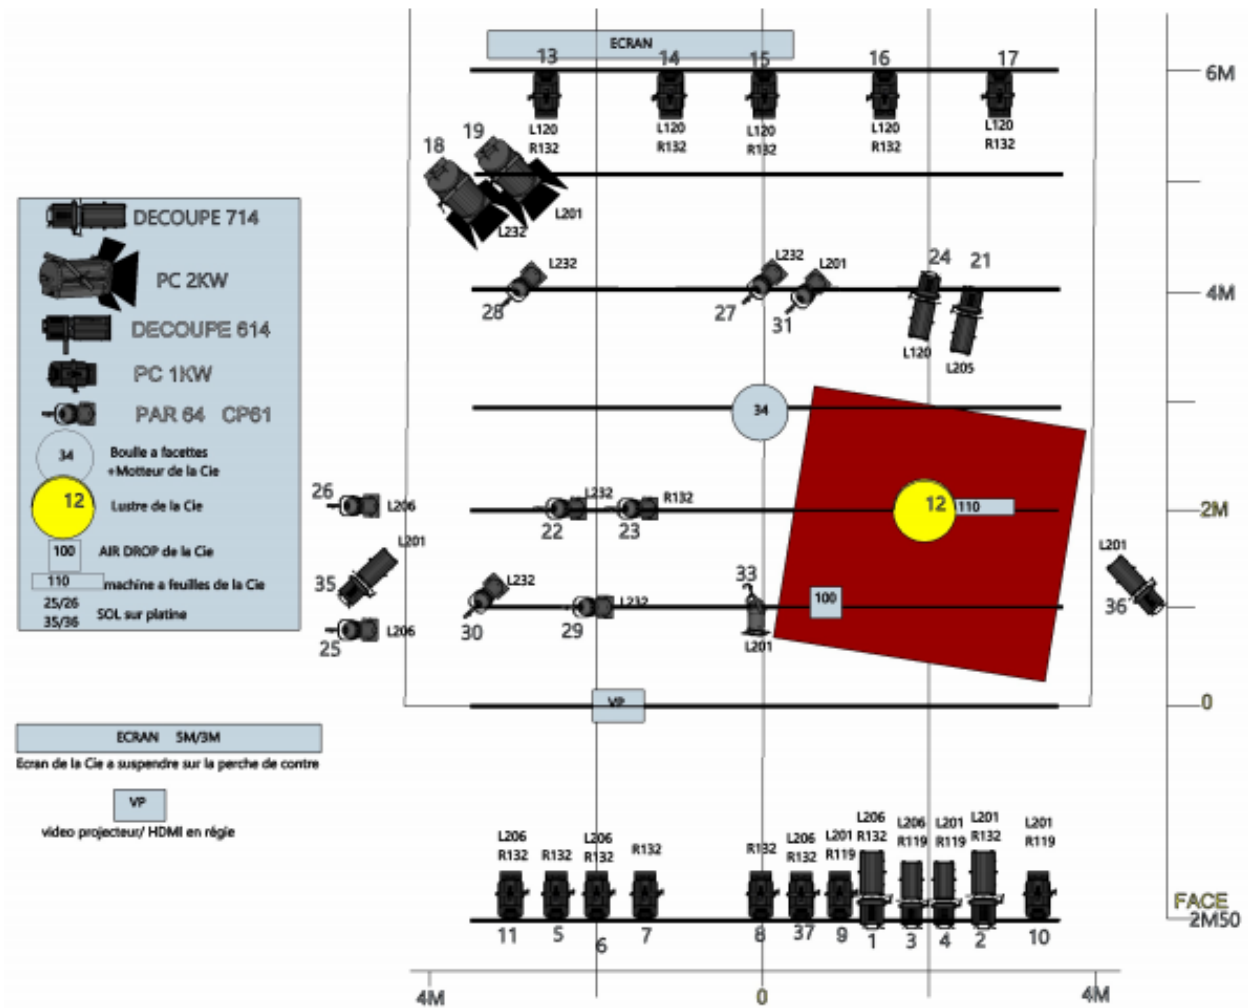 ECRAN
13
14
15
16
17
6M
L120
R132
L120
R132
L120
R132
L120
R132
L120
R132
18
19
L201
L232
DECOUPE 714
PC 2KW
DECOUPE 614
PC 1KW
PAR 64 CP61
34
Boulle a facettes
+Motteur de la Cie
12
Lustre de la Cie
100
AIR DROP de la Cie
110
machine a feuilles de la Cie
25/26
35/36
SOL sur platine
L232
28
L232
27
L201
31
24
21
4M
L120
L205
34
26
L206
L232
22
R132
23
12
110
2M
L201
35
25
L206
L232
30
L232
29
33
L201
100
L201
36
VP
0
ECRAN 5M/3M
Ecran de la Cie a suspendre sur la perche de contre
VP
video projecteur/ HDMI en régie
L206
R132
R132
L206
R132
R132
R132
L206
R132
L201
R119
L206
R132
L206
R119
L201
R119
L201
R132
L201
R119
FACE
2M50
11
5
6
7
8
37
9
1
3
4
2
10
4M
0
4M